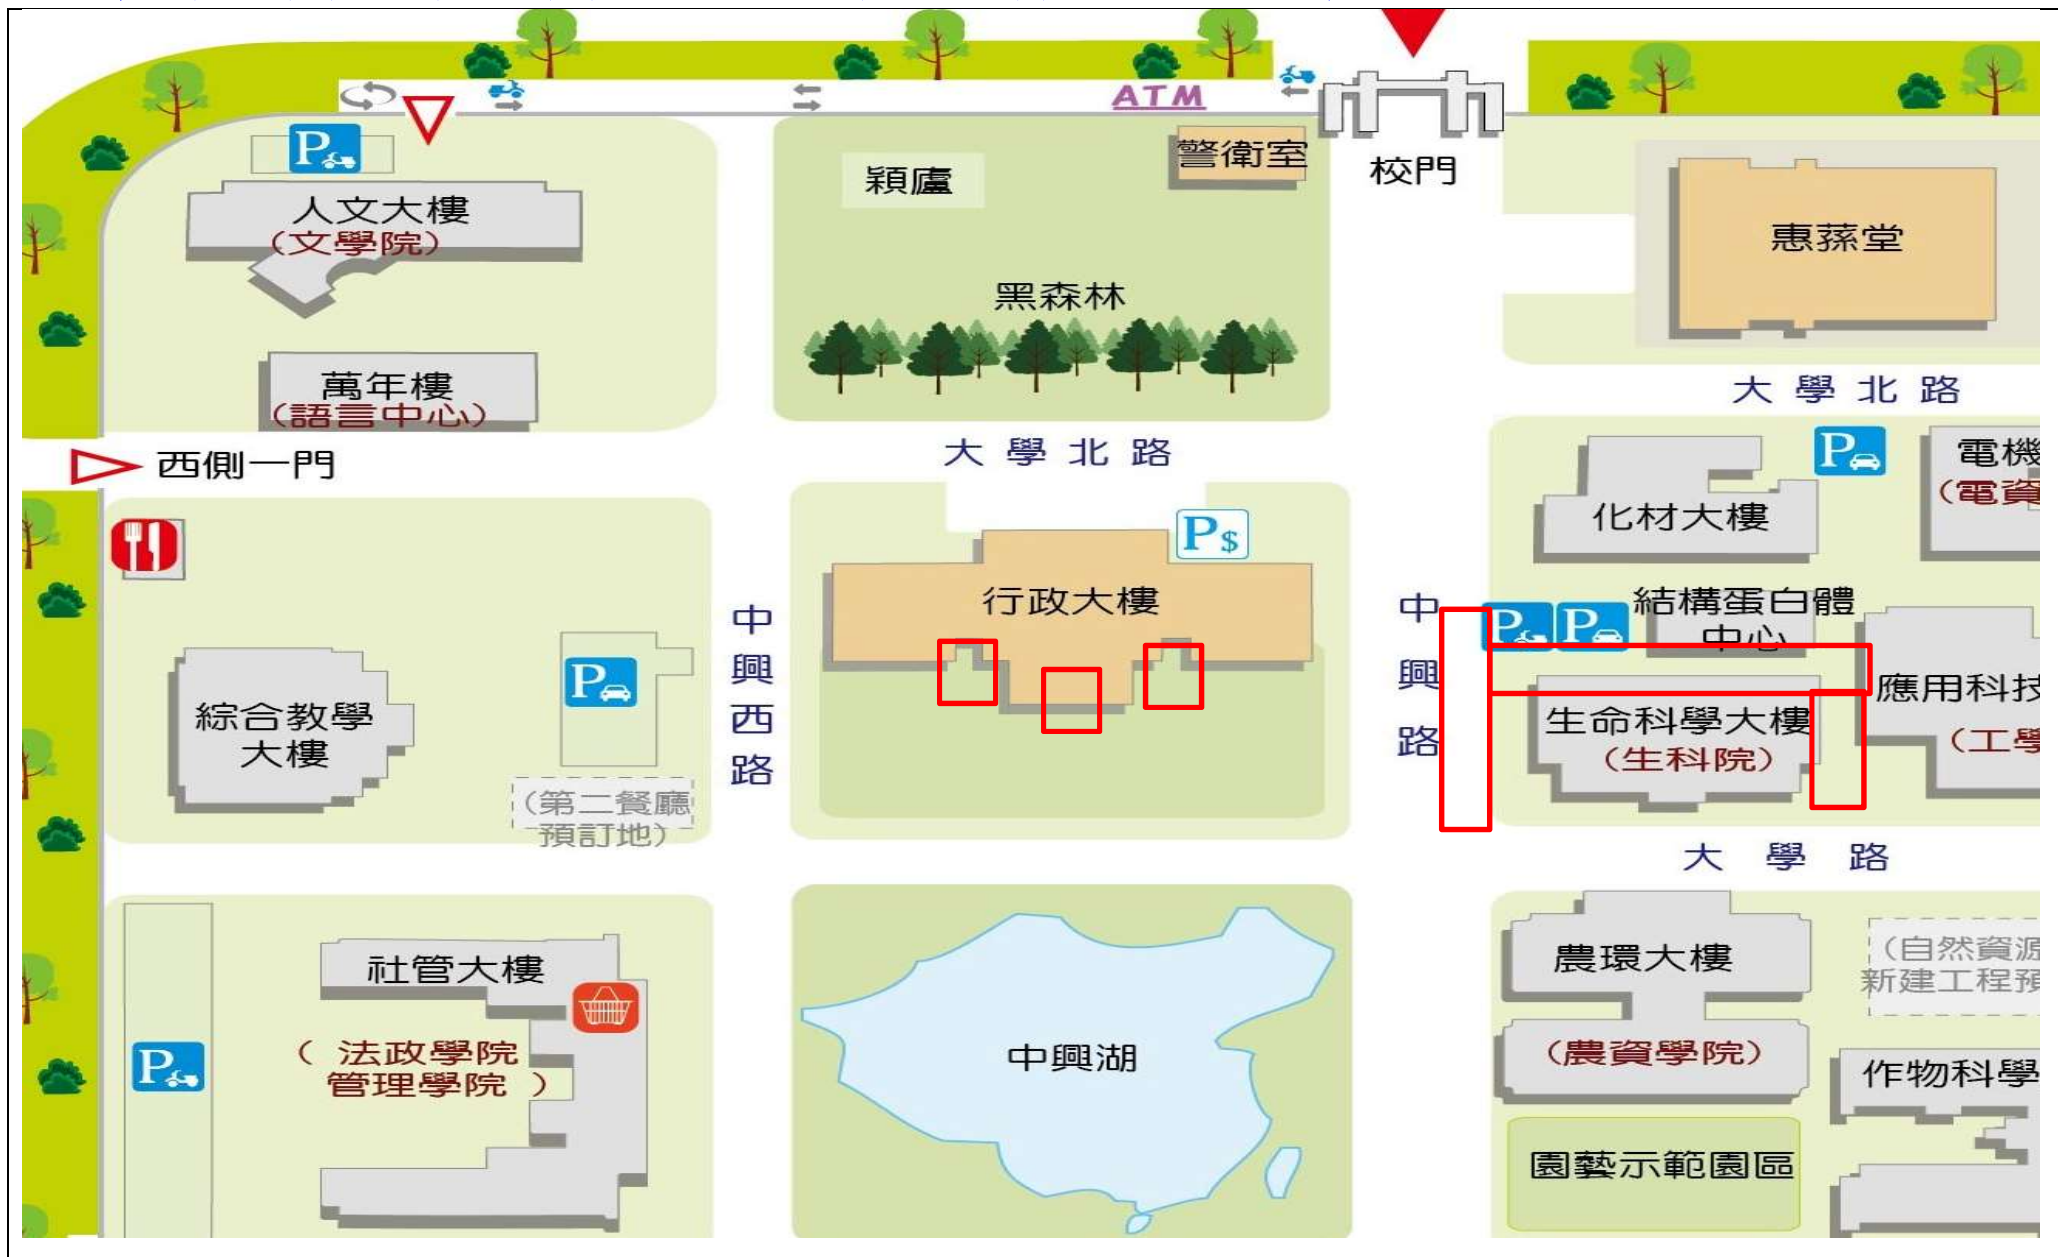 ATM
P
人文大樓
(文學院)
穎廬
警衛室
校門
惠蓀堂
黑森林
萬年樓
(語言中心)
大學北路
大學北路
西側一門
P
電機
(電資
化材大樓
P$
行政大樓
中興西路
中興路
P
P
結構蛋白體
中心
P
綜合教學
大樓
(第二餐廳
預訂地)
應用科技
(工學
生命科學大樓
(生科院)
大學路
社管大樓
(法政學院
管理學院)
P
中興湖
農環大樓
(農資學院)
(自然資源
新建工程預
作物科學
園藝示範園區